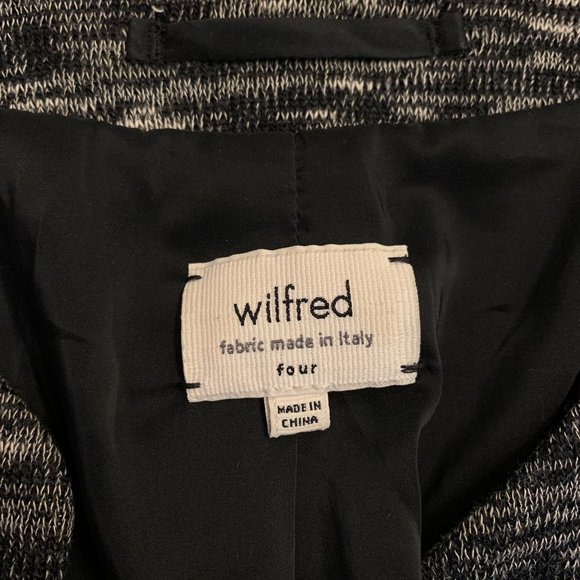 wilfred
fabric made in Italy
four
MADE IN
CHINA